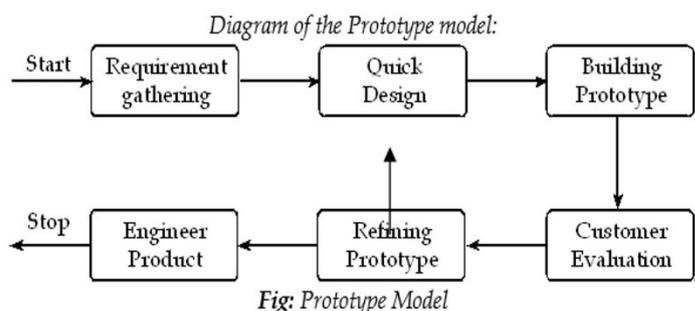 Diagram of the Prototype model:
Start
Requirement
gathering
Quick
Design
Building
Prototype
Stop
Engineer
Product
Refining
Prototype
Customer
Evaluation
Fig: Prototype Model